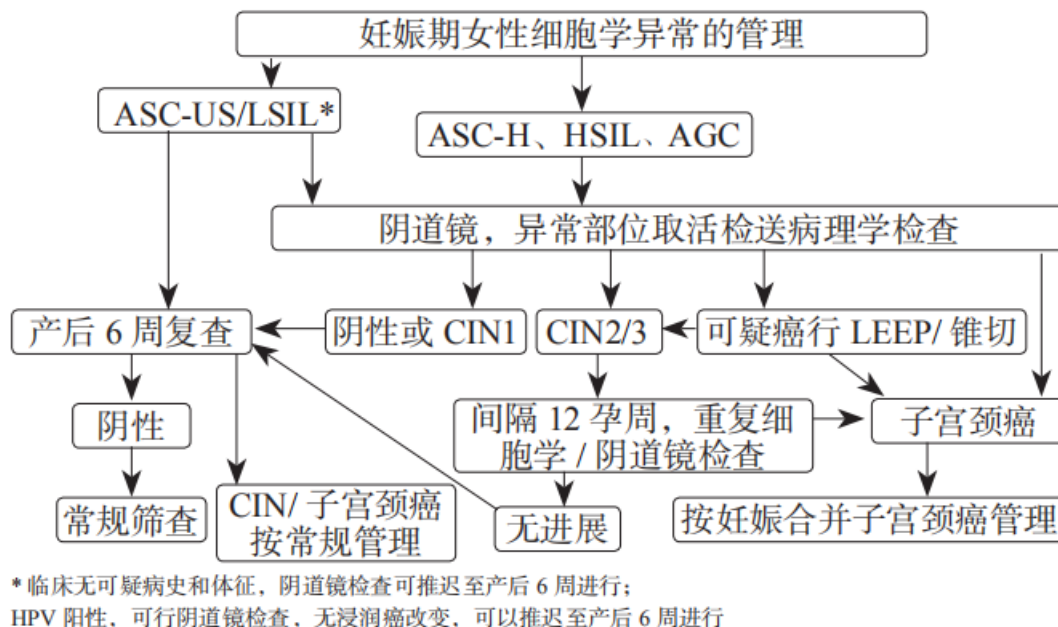 妊娠期女性细胞学异常的管理
ASC-US/LSIL*
ASC-H、HSIL、AGC
阴道镜，异常部位取活检送病理学检查
产后 6 周复查
阴性或 CIN1
CIN2/3
可疑癌行 LEEP/ 锥切
阴性
间隔 12 孕周，重复细
胞学 / 阴道镜检查
子宫颈癌
常规筛查
CIN/ 子宫颈癌
按常规管理
无进展
按妊娠合并子宫颈癌管理
* 临床无可疑病史和体征，阴道镜检查可推迟至产后 6 周进行；
HPV 阳性，可行阴道镜检查，无浸润癌改变，可以推迟至产后 6 周进行